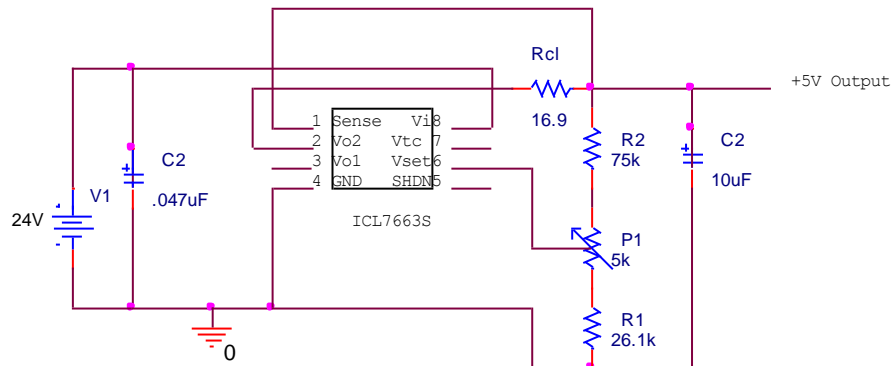 Rcl
+5V Output
16.9
1 Sense Vi 8
2 Vo2 Vtc 7
3 Vo1 Vset 6
4 GND SHDN 5
ICL7663S
R2
75k
C2
10uF
C2
.047uF
V1
24V
P1
5k
R1
26.1k
0